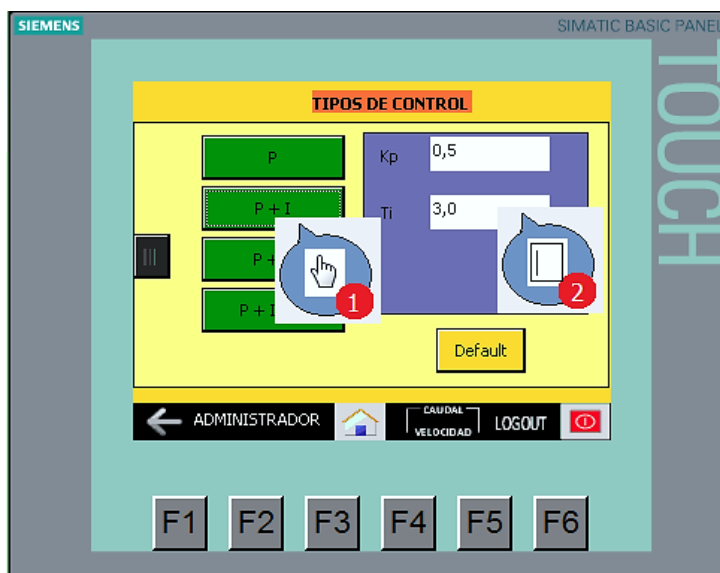 SIEMENS
SIMATIC BASIC PANEL
TOUCH
TIPOS DE CONTROL
P
P + I
P +
P + I
Kp 0,5
Ti 3,0
1
2
Default
ADMINISTRADOR
CAUDAL
VELOCIDAD
LOGOUT
F1 F2 F3 F4 F5 F6